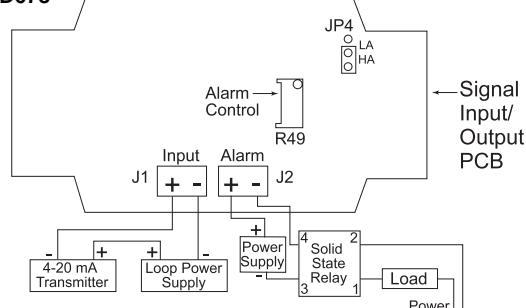 JP4
LA
HA
Alarm
Control
R49
Signal
Input/
Output
PCB
Input Alarm
J1 + - + - J2
- + + - +
4-20 mA
Transmitter
Loop Power
Supply
Power
Supply
-
4 2
Solid
State
Relay
3 1
Load
Power